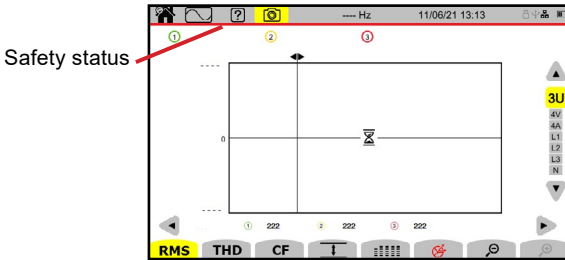 ? ---- Hz 11/06/21 13:13
1 2 3
Safety status
----
3U
4V
4A
L1
L2
L3
N
0
----
1 222 2 222 3 222
RMS THD CF